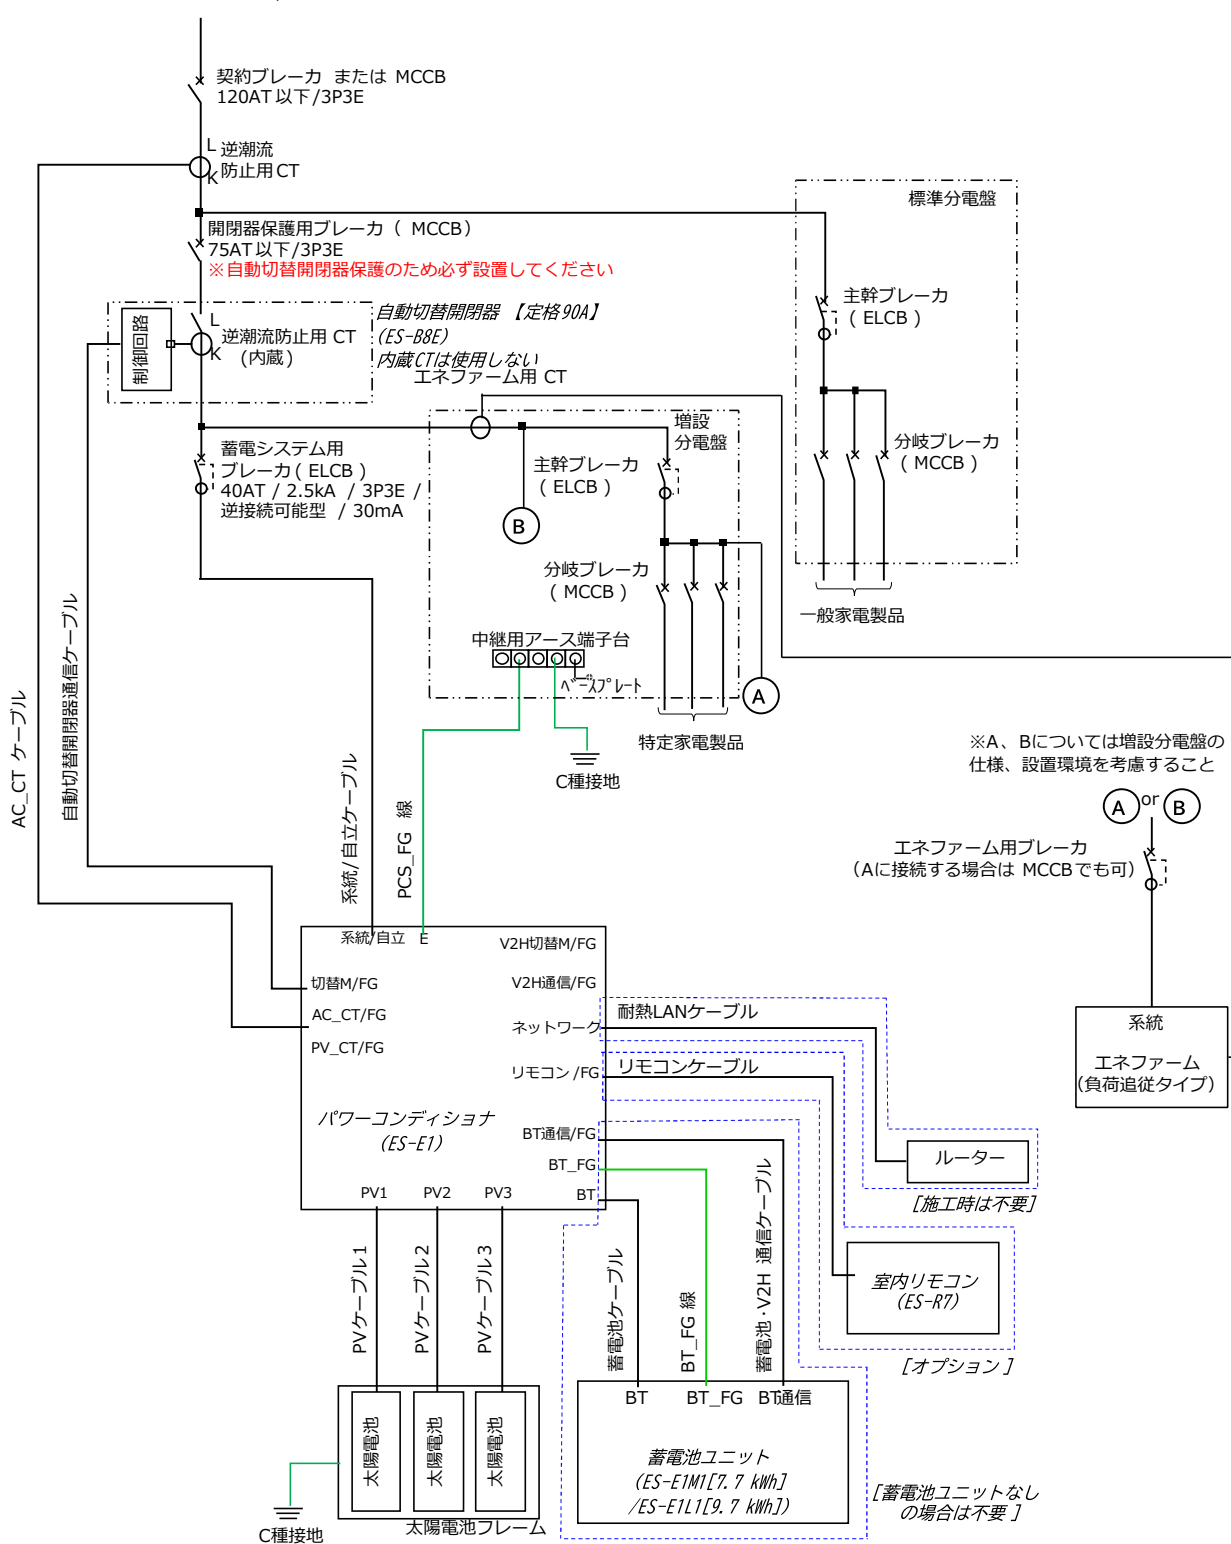 契約ブレーカ または MCCB
120AT以下/3P3E
L
逆潮流
防止用CT
K
開閉器保護用ブレーカ( MCCB)
75AT以下/3P3E
※自動切替開閉器保護のため必ず設置してください
標準分電盤
主幹ブレーカ
( ELCB )
分岐ブレーカ
( MCCB )
一般家電製品
自動切替開閉器 【定格90A】
(ES-B8E)
内蔵CTは使用しない
制御回路
L
逆潮流防止用 CT
(内蔵)
K
エネファーム用 CT
増設
分電盤
主幹ブレーカ
( ELCB )
B
蓄電システム用
ブレーカ( ELCB )
40AT / 2.5kA / 3P3E /
逆接続可能型 / 30mA
分岐ブレーカ
( MCCB )
中継用アース端子台
ベースプレート
A
特定家電製品
C種接地
AC_CT ケーブル
自動切替開閉器通信ケーブル
系統/自立ケーブル
PCS_FG 線
※A、Bについては増設分電盤の
仕様、設置環境を考慮すること
A or B
エネファーム用ブレーカ
(Aに接続する場合は MCCBでも可)
系統
エネファーム
(負荷追従タイプ)
系統/自立
E
V2H切替M/FG
切替M/FG
V2H通信/FG
AC_CT/FG
ネットワーク
PV_CT/FG
リモコン /FG
パワーコンディショナ
(ES-E1)
BT通信/FG
BT_FG
BT
PV1
PV2
PV3
耐熱LANケーブル
リモコンケーブル
ルーター
[施工時は不要]
室内リモコン
(ES-R7)
[オプション]
PVケーブル1
PVケーブル2
PVケーブル3
蓄電池ケーブル
BT_FG 線
蓄電池・V2H 通信ケーブル
太陽電池
太陽電池
太陽電池
太陽電池フレーム
C種接地
BT
BT_FG
BT通信
蓄電池ユニット
(ES-E1M1[7.7 kWh]
/ES-E1L1[9.7 kWh])
[蓄電池ユニットなし
の場合は不要 ]